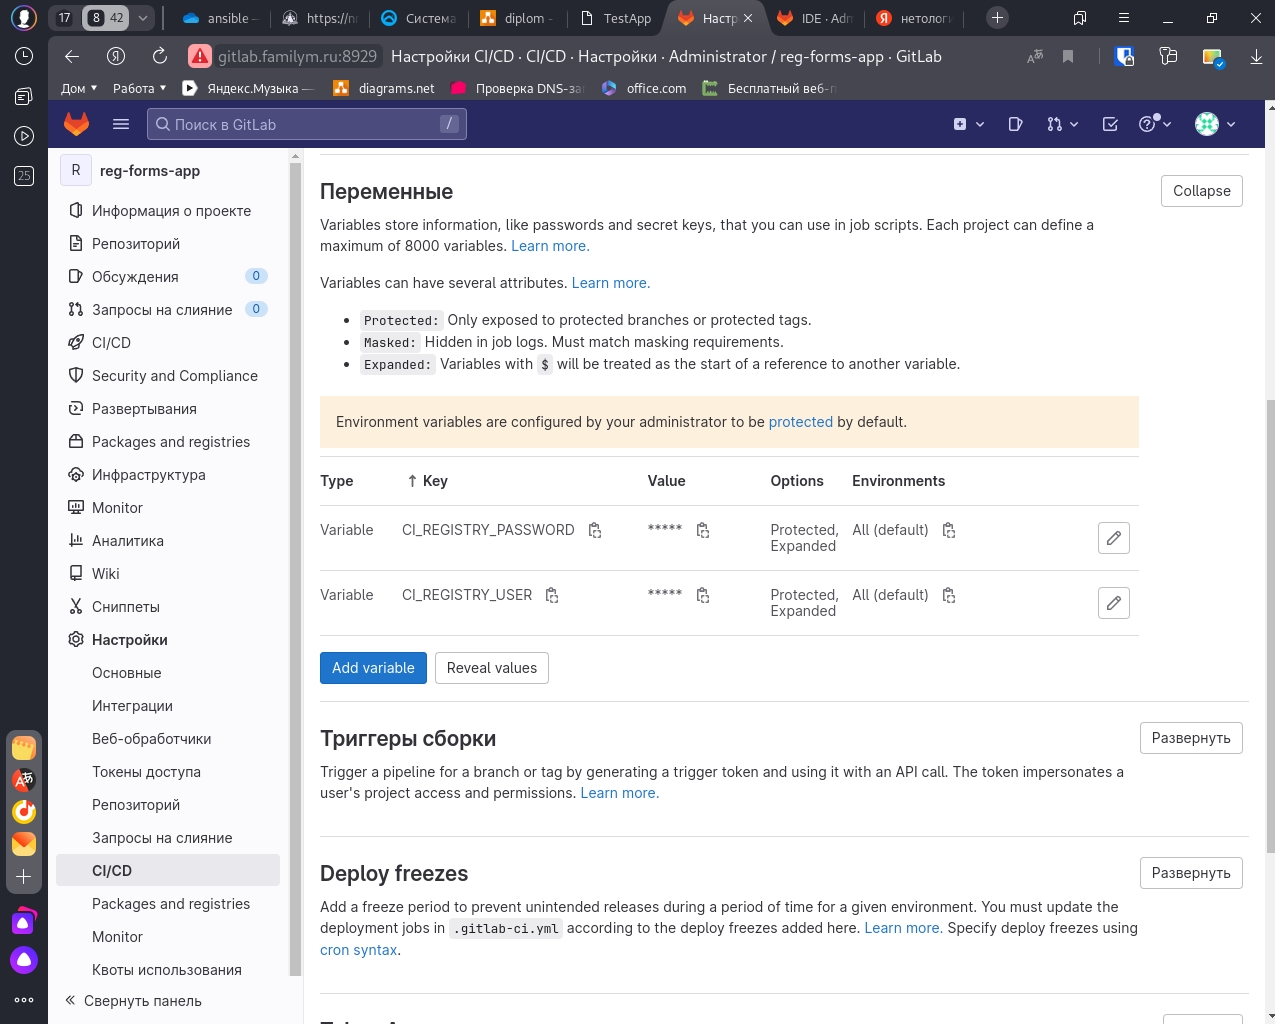 17
8 42
ansible
https://nr
Система
diplom -
TestApp
Настр
IDE · Adm
нетологи
gitlab.familym.ru:8929 Настройки CI/CD · CI/CD · Настройки · Administrator / reg-forms-app · GitLab
Дом Работа Яндекс.Музыка — diagrams.net Проверка DNS-за office.com Бесплатный веб-п
25
Поиск в GitLab /
R reg-forms-app
Информация о проекте
Репозиторий
Обсуждения 0
Запросы на слияние 0
CI/CD
Security and Compliance
Развертывания
Packages and registries
Инфраструктура
Monitor
Аналитика
Wiki
Сниппеты
Настройки
Основные
Интеграции
Веб-обработчики
Токены доступа
Репозиторий
Запросы на слияние
CI/CD
Packages and registries
Monitor
Квоты использования
Свернуть панель
Переменные
Collapse
Variables store information, like passwords and secret keys, that you can use in job scripts. Each project can define a
maximum of 8000 variables. Learn more.
Variables can have several attributes. Learn more.
• Protected: Only exposed to protected branches or protected tags.
• Masked: Hidden in job logs. Must match masking requirements.
• Expanded: Variables with $ will be treated as the start of a reference to another variable.
Environment variables are configured by your administrator to be protected by default.
Type ↑ Key Value Options Environments
Variable CI_REGISTRY_PASSWORD ***** Protected, All (default)
Expanded
Variable CI_REGISTRY_USER ***** Protected, All (default)
Expanded
Add variable Reveal values
Триггеры сборки
Развернуть
Trigger a pipeline for a branch or tag by generating a trigger token and using it with an API call. The token impersonates a
user's project access and permissions. Learn more.
Deploy freezes
Развернуть
Add a freeze period to prevent unintended releases during a period of time for a given environment. You must update the
deployment jobs in .gitlab-ci.yml according to the deploy freezes added here. Learn more. Specify deploy freezes using
cron syntax.